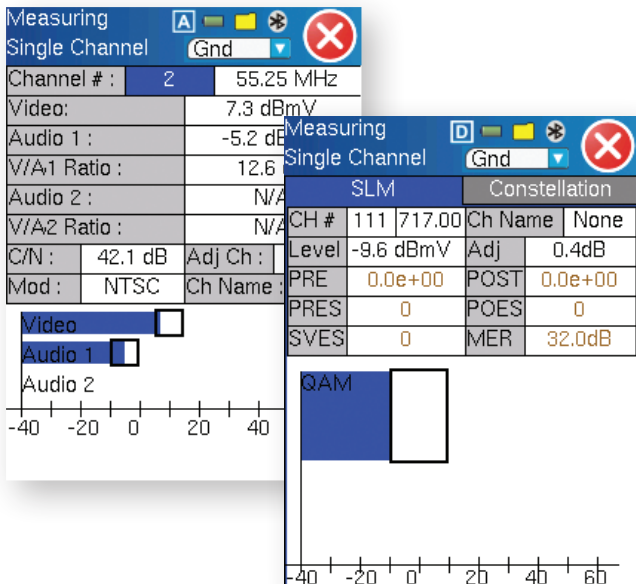 Measuring
A
Single Channel
Gnd
Channel # : 2 55.25 MHz
Video: 7.3 dBmV
Audio 1 : -5.2
V/A1 Ratio : 12.6
Audio 2 :
V/A2 Ratio :
C/N : 42.1 dB Adj Ch :
Mod : NTSC Ch Name :
Video
Audio 1
Audio 2
-40 -20 0 20 40
Measuring
D
Single Channel
Gnd
SLM Constellation
CH # 111 717.00 Ch Name None
Level -9.6 dBmV Adj 0.4dB
PRE 0.0e+00 POST 0.0e+00
PRES 0 POES 0
SVES 0 MER 32.0dB
QAM
-40 -20 0 20 40 60